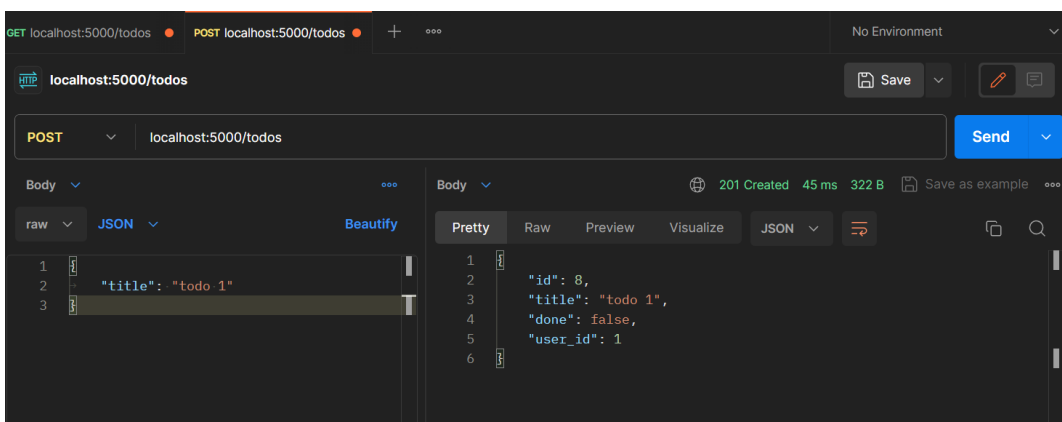 GET localhost:5000/todos POST localhost:5000/todos + No Environment
HTTP localhost:5000/todos Save
POST localhost:5000/todos Send
Body
raw JSON Beautify
1 {
2 "title": "todo 1"
3 }
Body 201 Created 45 ms 322 B Save as example
Pretty Raw Preview Visualize JSON
1 {
2 "id": 8,
3 "title": "todo 1",
4 "done": false,
5 "user_id": 1
6 }